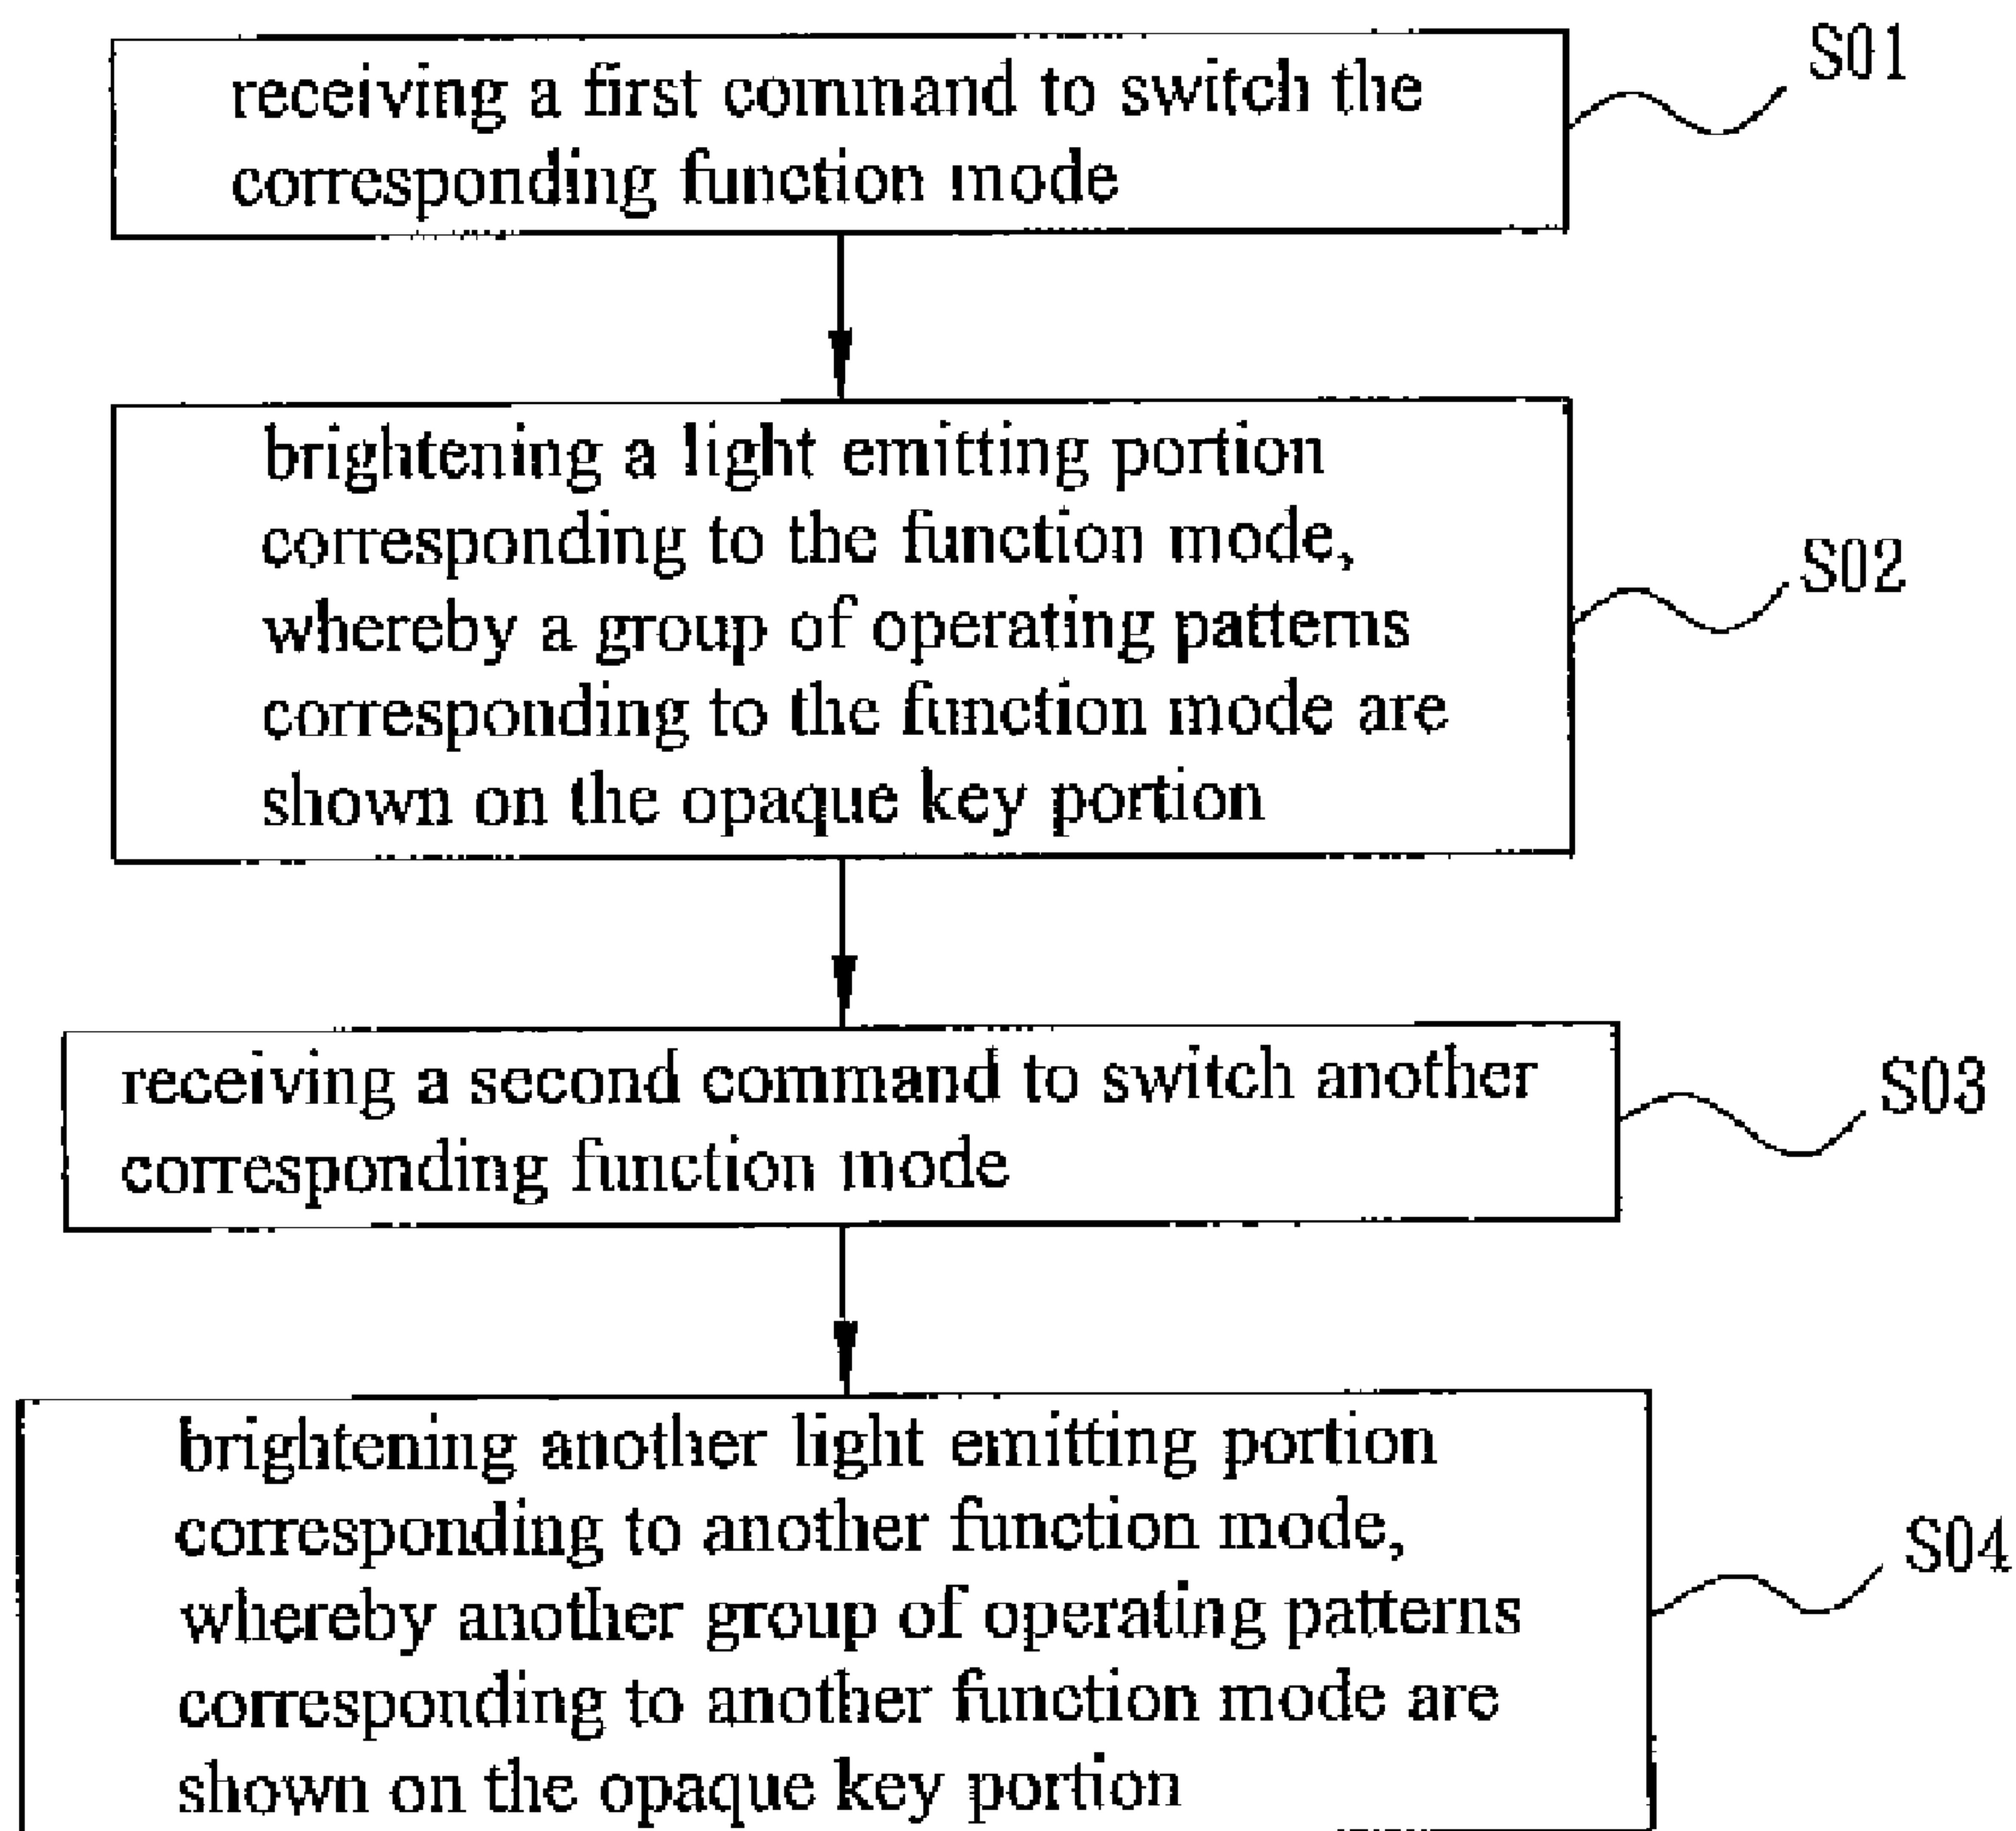 receiving a first command to switch the
corresponding function mode
S01
brightening a light emitting portion
corresponding to the function mode,
whereby a group of operating patterns
corresponding to the function mode are
shown on the opaque key portion
S02
receiving a second command to switch another
corresponding function mode
S03
brightening another light emitting portion
corresponding to another function mode,
whereby another group of operating patterns
corresponding to another function mode are
shown on the opaque key portion
S04